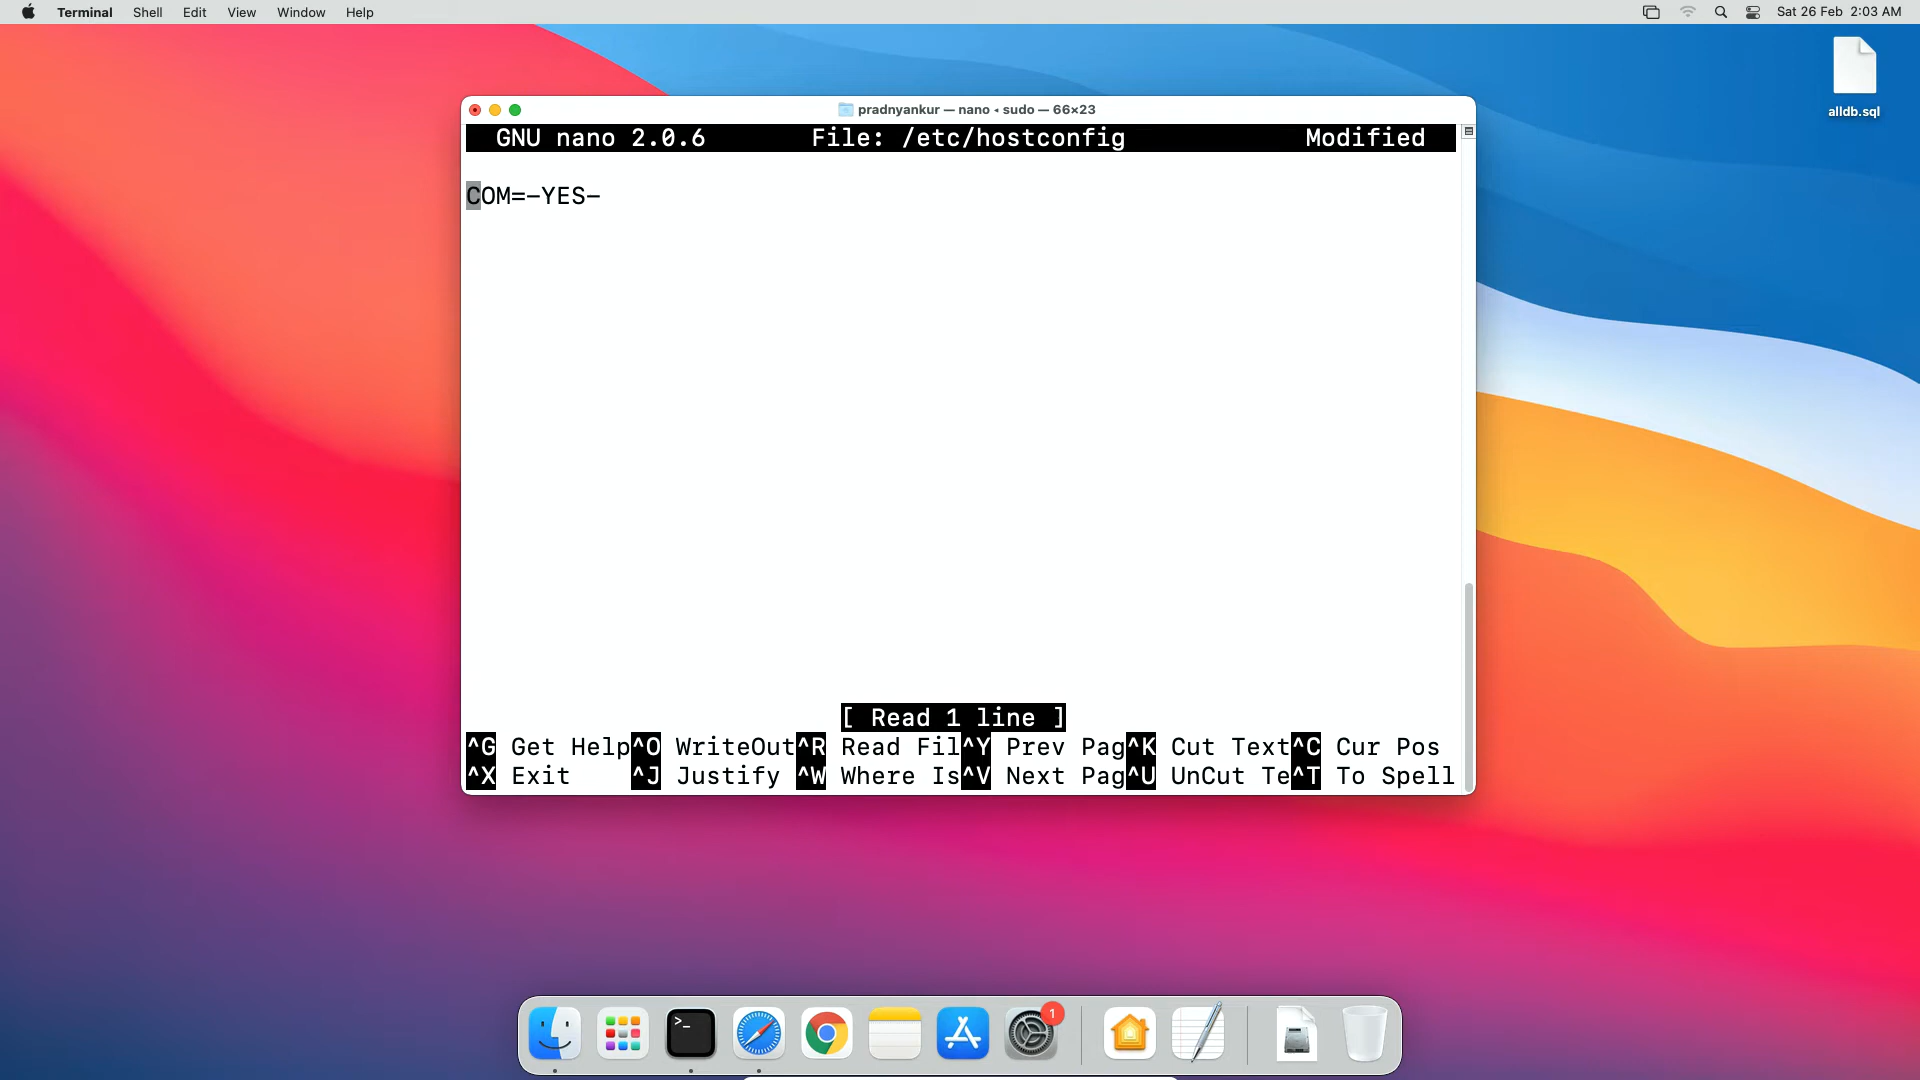 Terminal Shell Edit View Window Help Sat 26 Feb 2:03 AM
alldb.sql
pradnyankur — nano ◂ sudo — 66×23
GNU nano 2.0.6 File: /etc/hostconfig Modified
COM=-YES-
[ Read 1 line ]
^G Get Help^O WriteOut^R Read Fil^Y Prev Pag^K Cut Text^C Cur Pos
^X Exit ^J Justify ^W Where Is^V Next Pag^U UnCut Te^T To Spell
>_
1